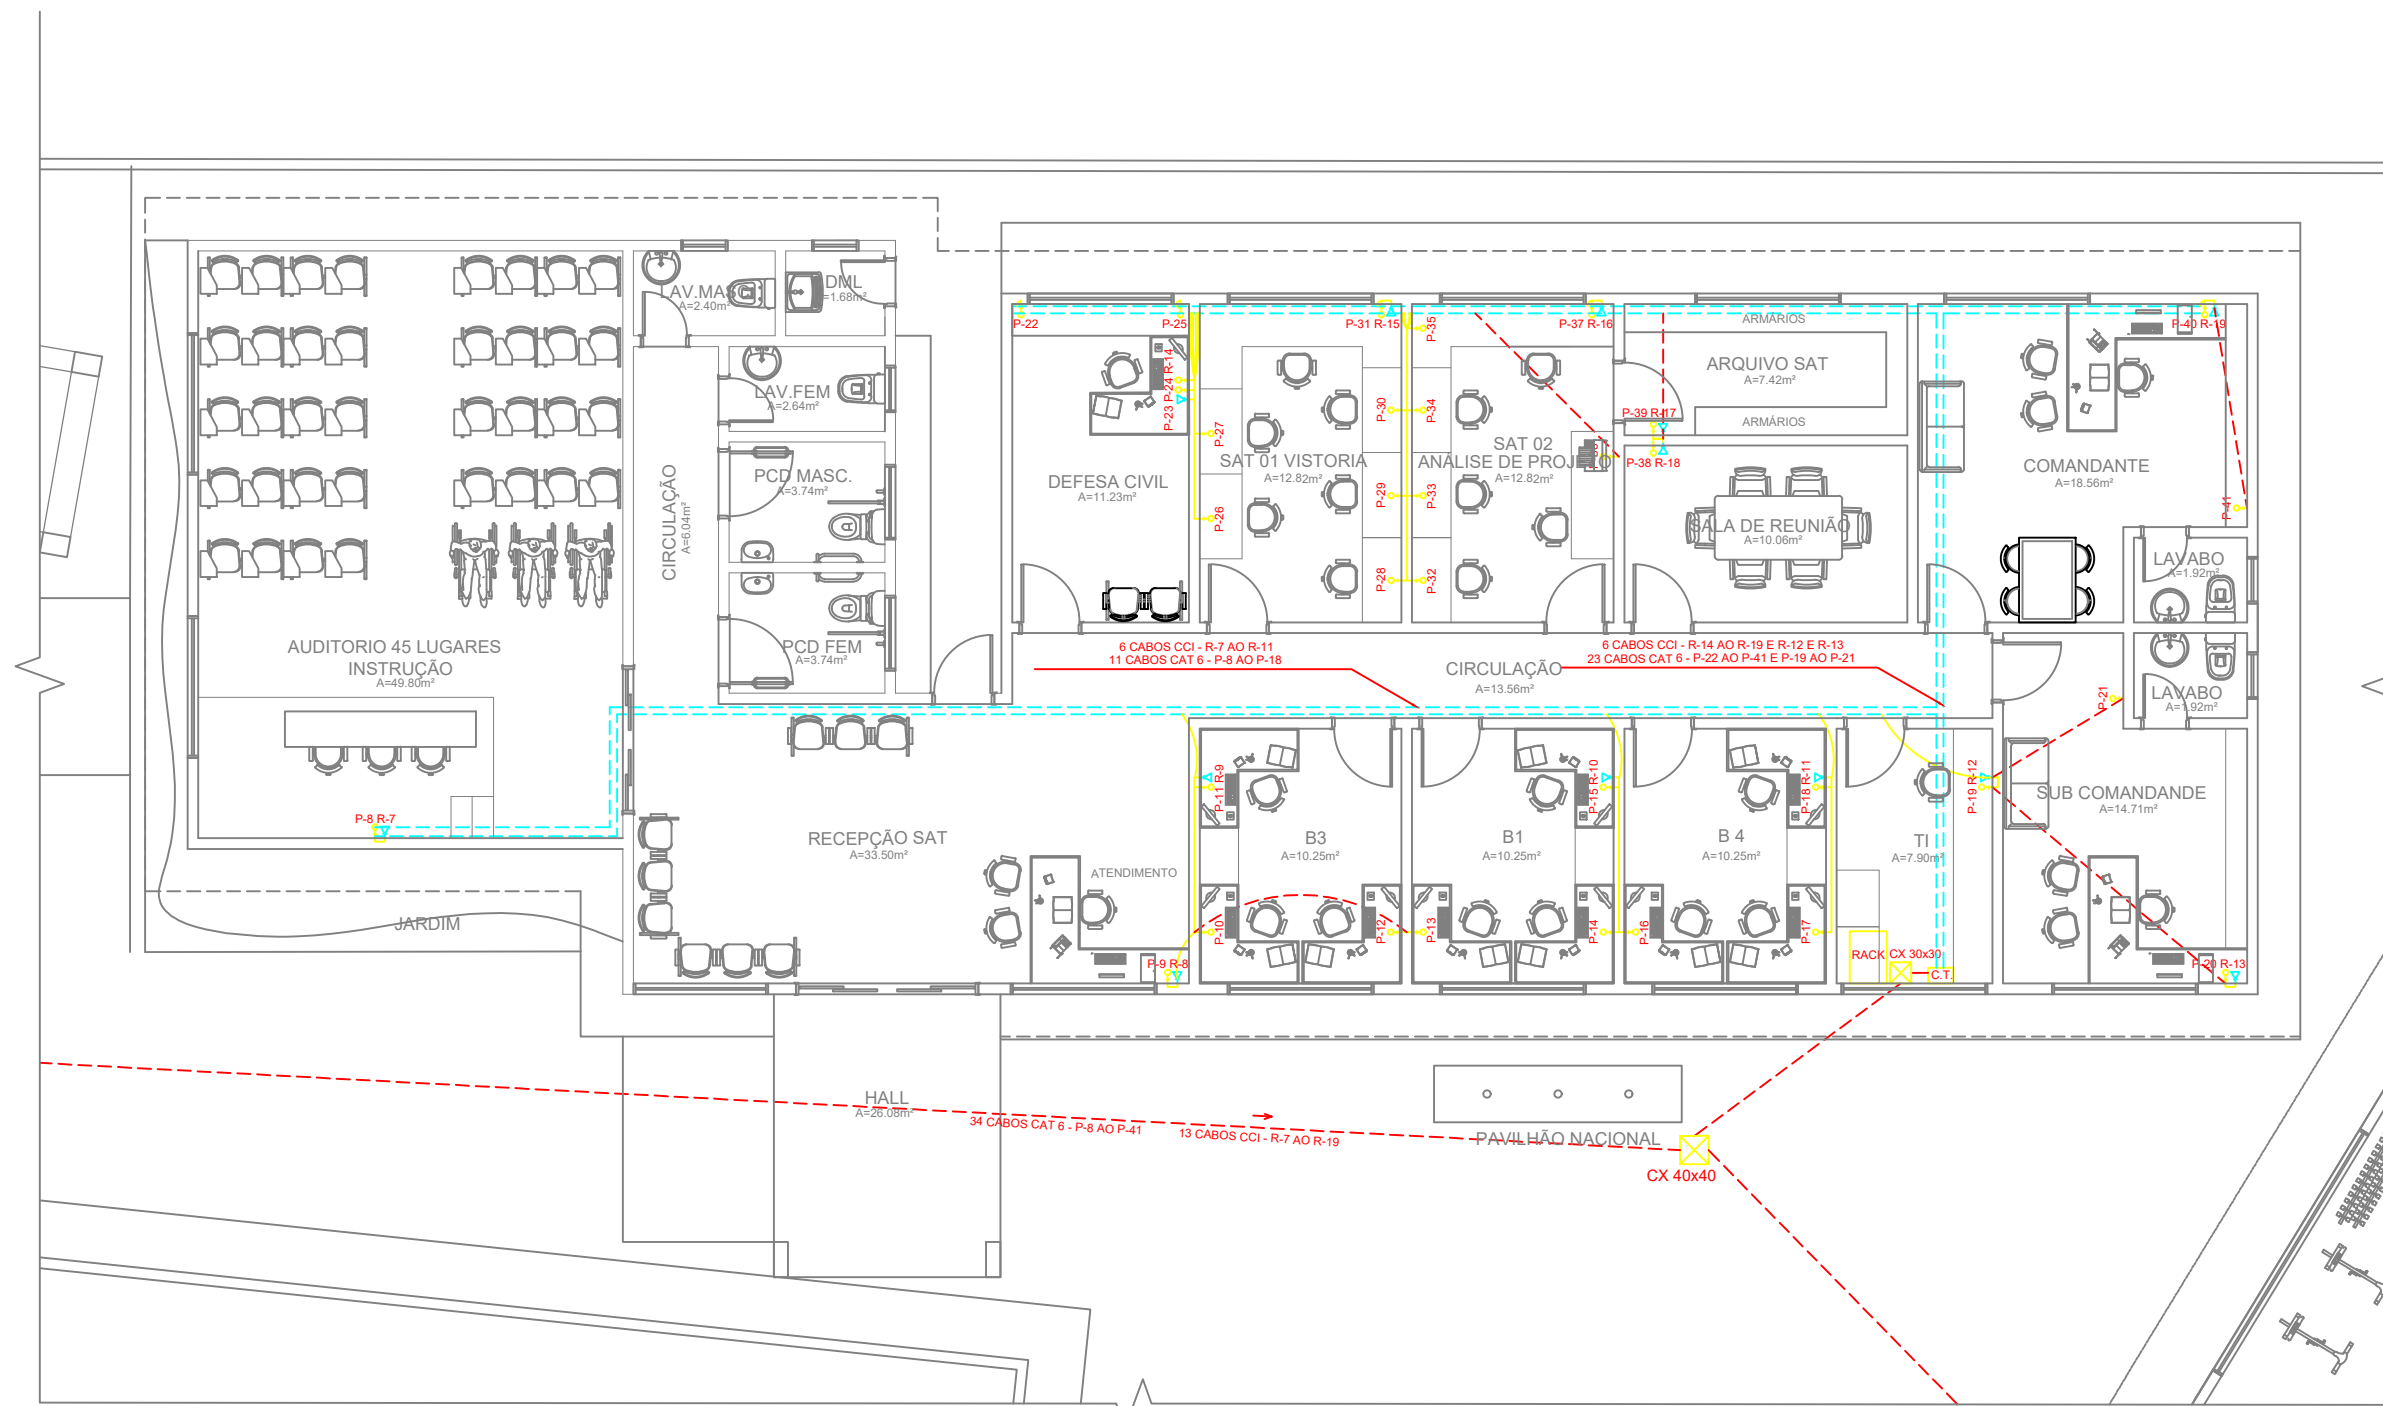 DML
A=1.68m²
LAV.MASC
A=2.40m²
P-22
P-25
P-31 R-15
P-35
P-37 R-16
ARMÁRIOS
P-40 R-19
P-23 P-24 R-14
LAV.FEM
A=2.64m²
ARQUIVO SAT
A=7.42m²
P-30
P-34
P-39 R-17
ARMÁRIOS
P-27
SAT 01 VISTORIA
A=12.82m²
SAT 02
ANÁLISE DE PROJETO
A=12.82m²
P-38 R-18
COMANDANTE
A=18.56m²
PCD MASC.
A=3.74m²
CIRCULAÇÃO
A=6.04m²
DEFESA CIVIL
A=11.23m²
P-26
P-29
P-33
P-41
SALA DE REUNIÃO
A=10.06m²
LAVABO
A=1.92m²
P-28
P-32
AUDITORIO 45 LUGARES
INSTRUÇÃO
A=49.80m²
PCD FEM
A=3.74m²
6 CABOS CCI - R-7 AO R-11
11 CABOS CAT 6 - P-8 AO P-18
6 CABOS CCI - R-14 AO R-19 E R-12 E R-13
23 CABOS CAT 6 - P-22 AO P-41 E P-19 AO P-21
CIRCULAÇÃO
A=13.56m²
P-21
LAVABO
A=1.92m²
P-11 R-9
P-15 R-10
P-18 R-11
P-19 R-12
SUB COMANDANDE
A=14.71m²
P-8 R-7
RECEPÇÃO SAT
A=33.50m²
B3
A=10.25m²
B1
A=10.25m²
B 4
A=10.25m²
TI
A=7.90m²
ATENDIMENTO
JARDIM
P-10
P-12
P-13
P-14
P-16
P-17
P-9 R-8
RACK
CX 30x30
C.T.
P-20 R-13
HALL
A=26.08m²
34 CABOS CAT 6 - P-8 AO P-41
13 CABOS CCI - R-7 AO R-19
PAVILHÃO NACIONAL
CX 40x40